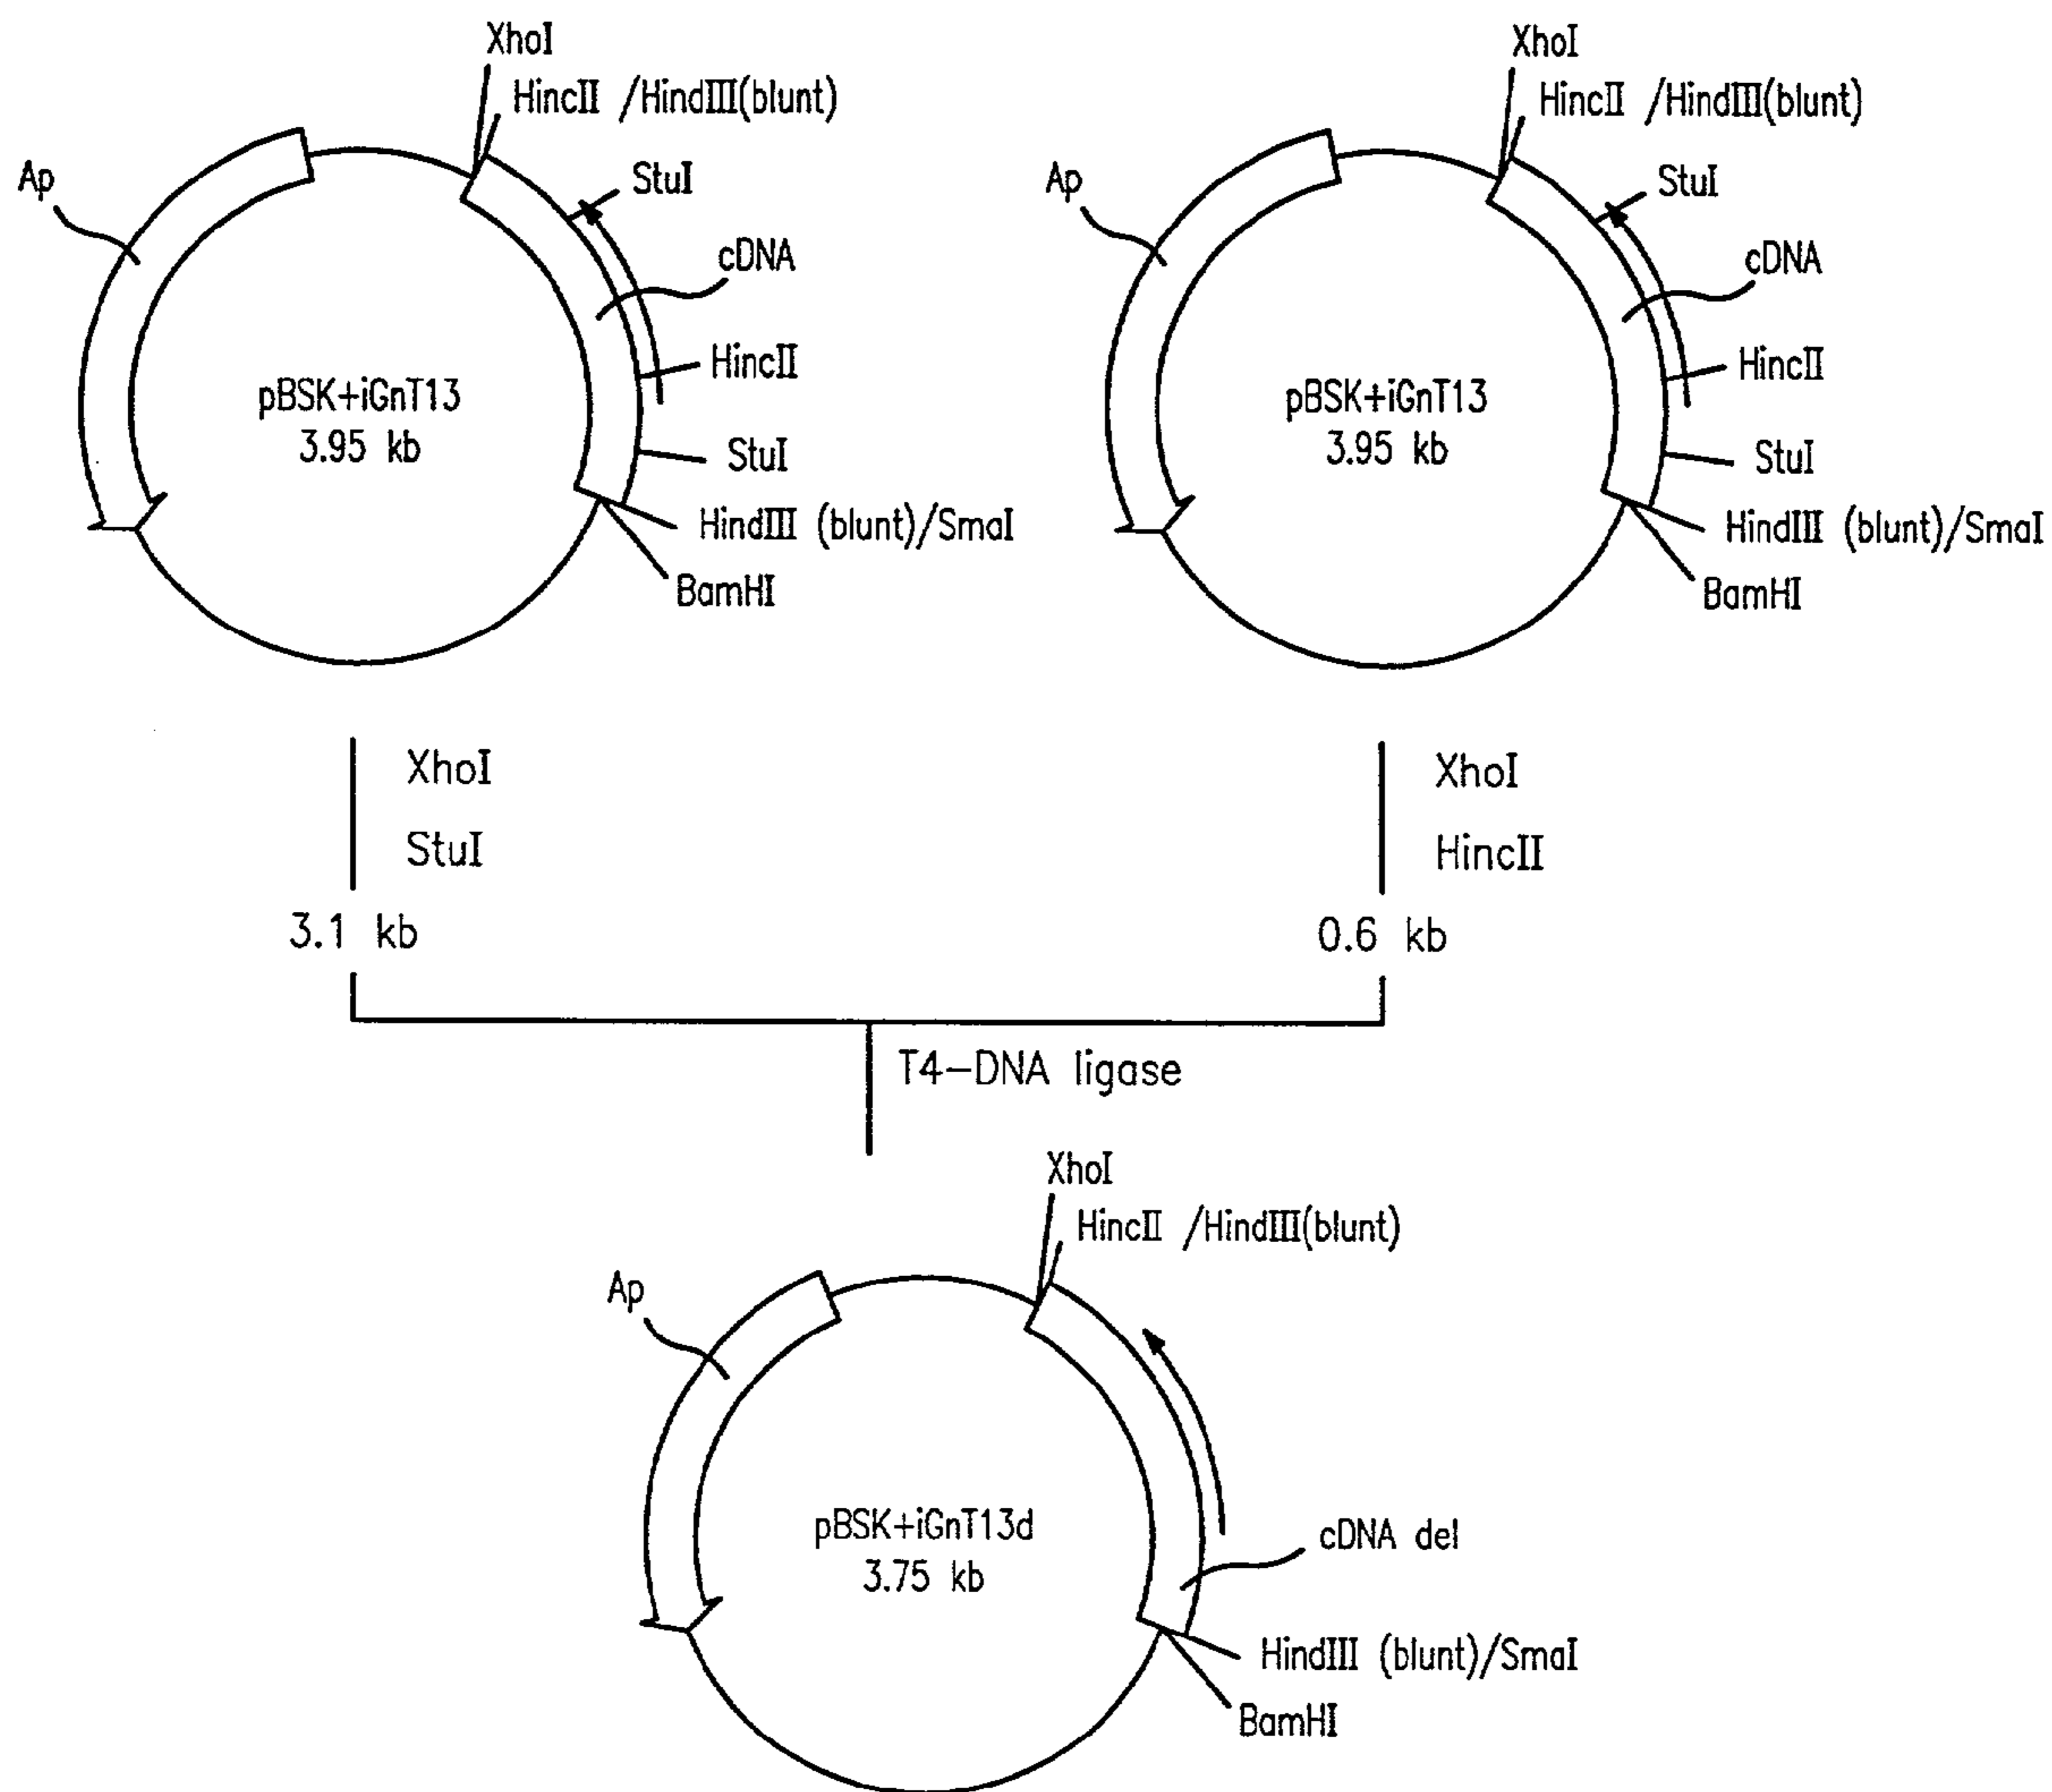 XhoI
HincII /HindIII(blunt)
StuI
Ap
cDNA
HincII
pBSK+iGnT13
3.95 kb
StuI
HindIII (blunt)/SmaI
BamHI
XhoI
HincII /HindIII(blunt)
StuI
Ap
cDNA
HincII
pBSK+iGnT13
3.95 kb
StuI
HindIII (blunt)/SmaI
BamHI
XhoI
StuI
3.1 kb
XhoI
HincII
0.6 kb
T4-DNA ligase
XhoI
HincII /HindIII(blunt)
Ap
pBSK+iGnT13d
3.75 kb
cDNA del
HindIII (blunt)/SmaI
BamHI